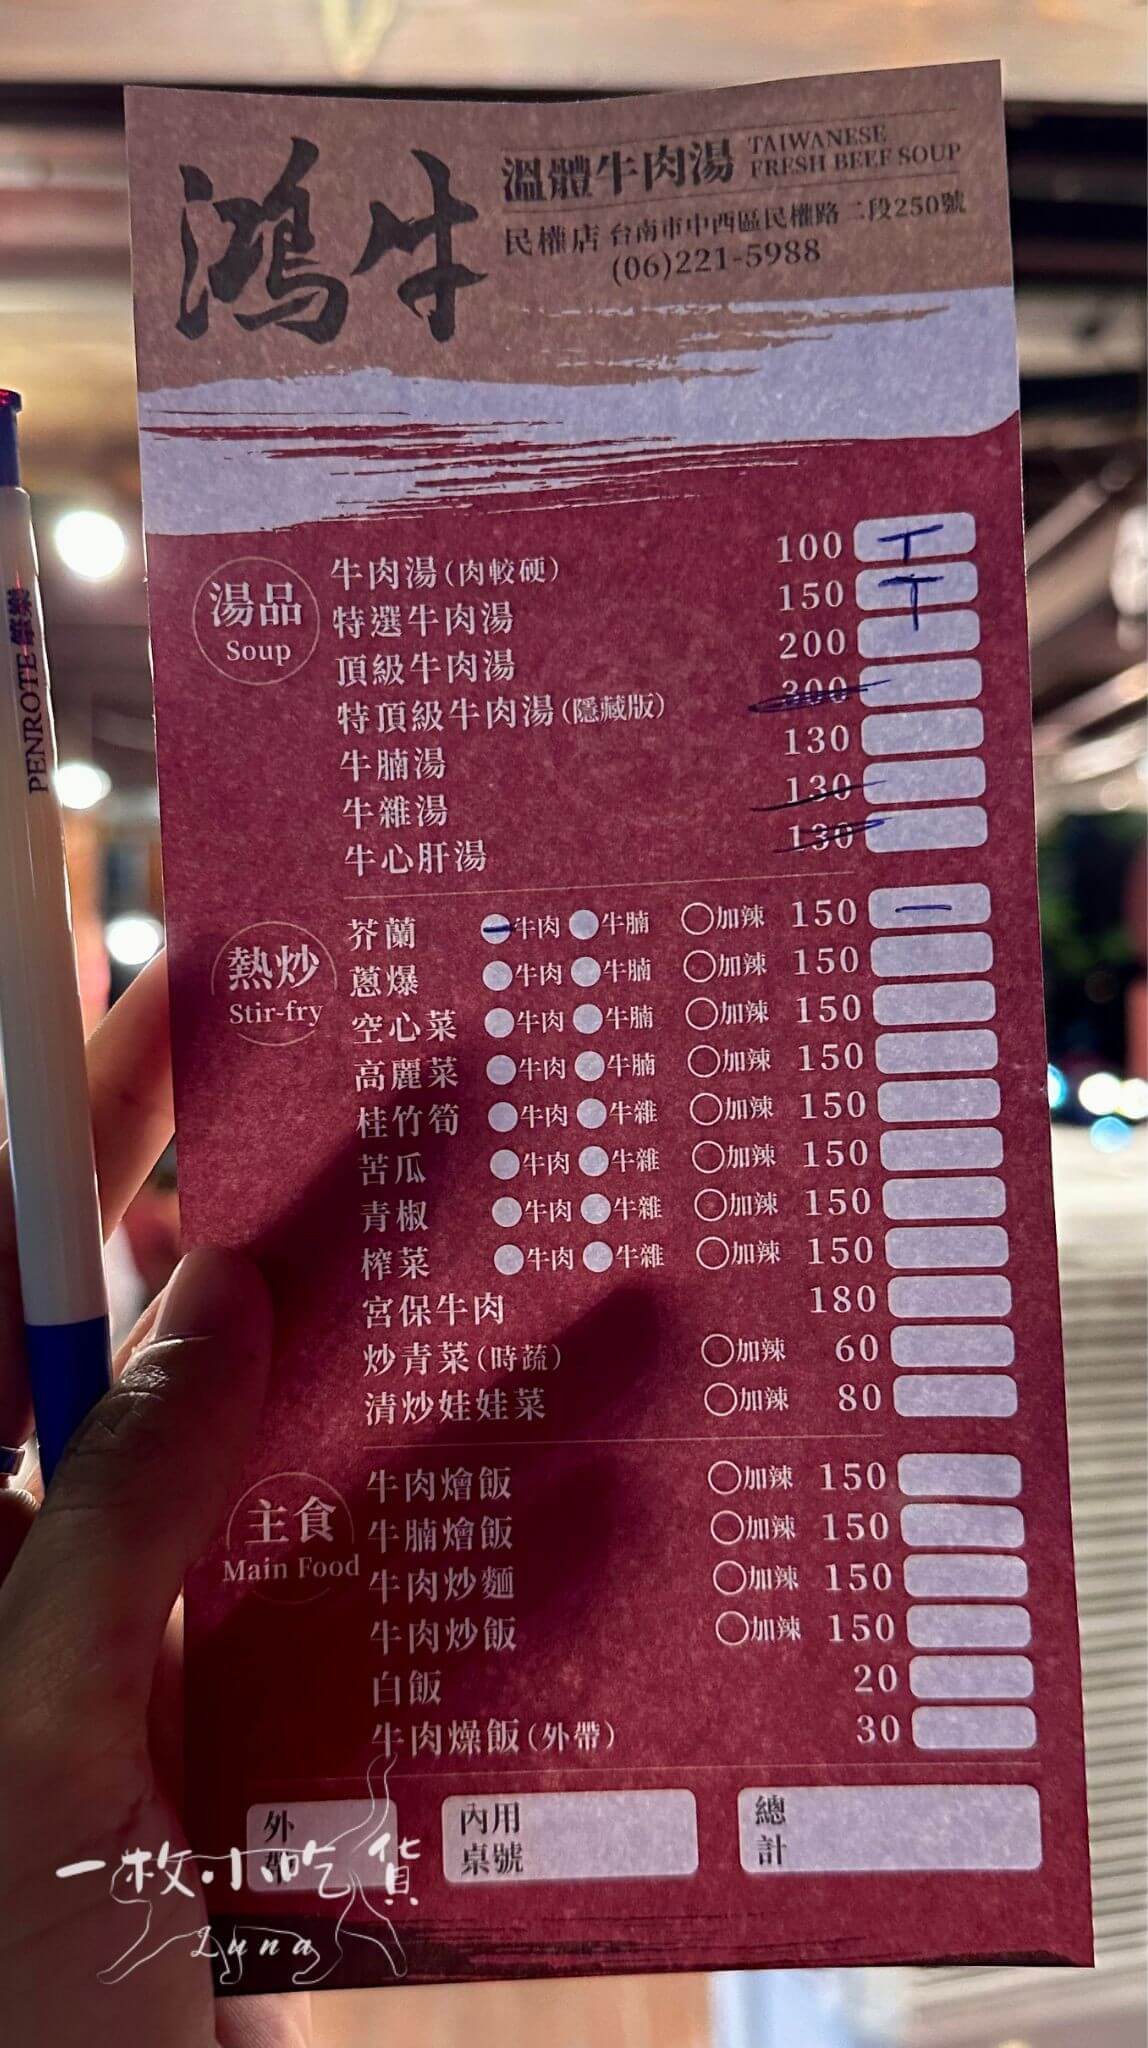 鴻牛
溫體牛肉湯 TAIWANESE FRESH BEEF SOUP
民權店 台南市中西區民權路二段250號
(06)221-5988
湯品
Soup
牛肉湯(肉較硬) 100
特選牛肉湯 150
頂級牛肉湯 200
特頂級牛肉湯(隱藏版) 300
牛腩湯 130
牛雜湯 130
牛心肝湯 130
熱炒
Stir-fry
芥蘭 牛肉 牛腩 加辣 150
蔥爆 牛肉 牛腩 加辣 150
空心菜 牛肉 牛腩 加辣 150
高麗菜 牛肉 牛腩 加辣 150
桂竹筍 牛肉 牛雜 加辣 150
苦瓜 牛肉 牛雜 加辣 150
青椒 牛肉 牛雜 加辣 150
榨菜 牛肉 牛雜 加辣 150
宮保牛肉 180
炒青菜(時蔬) 加辣 60
清炒娃娃菜 加辣 80
主食
Main Food
牛肉燴飯 加辣 150
牛腩燴飯 加辣 150
牛肉炒麵 加辣 150
牛肉炒飯 加辣 150
白飯 20
牛肉燥飯(外帶) 30
外帶
內用桌號
總計
一枚小吃貨
Luna
PENROTE 筆樂